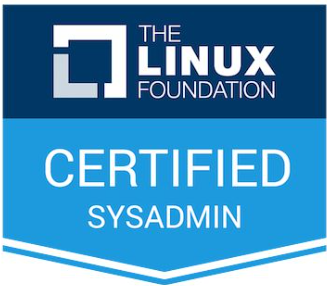 THE
LINUX
FOUNDATION
CERTIFIED
SYSADMIN